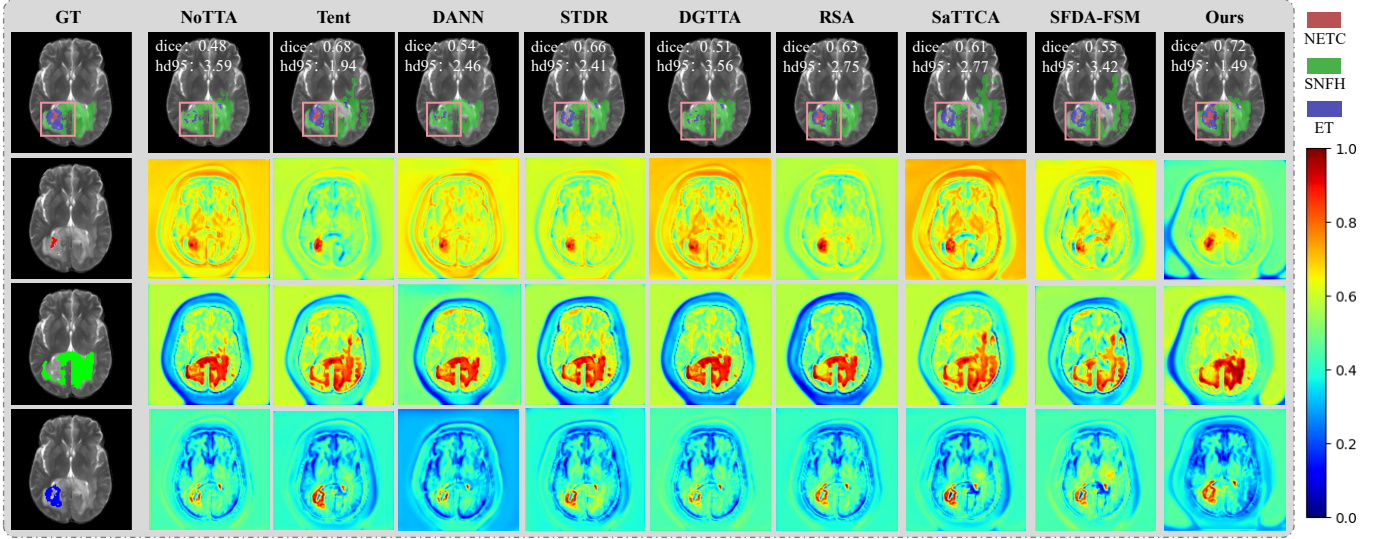 GT NoTTA Tent DANN STDR DGTTA RSA SaTTCA SFDA-FSM Ours
dice: 0.48 dice: 0.68 dice: 0.54 dice: 0.66 dice: 0.51 dice: 0.63 dice: 0.61 dice: 0.55 dice: 0.72
hd95: 3.59 hd95: 1.94 hd95: 2.46 hd95: 2.41 hd95: 3.56 hd95: 2.75 hd95: 2.77 hd95: 3.42 hd95: 1.49
NETC
SNFH
ET
1.0
0.8
0.6
0.4
0.2
0.0